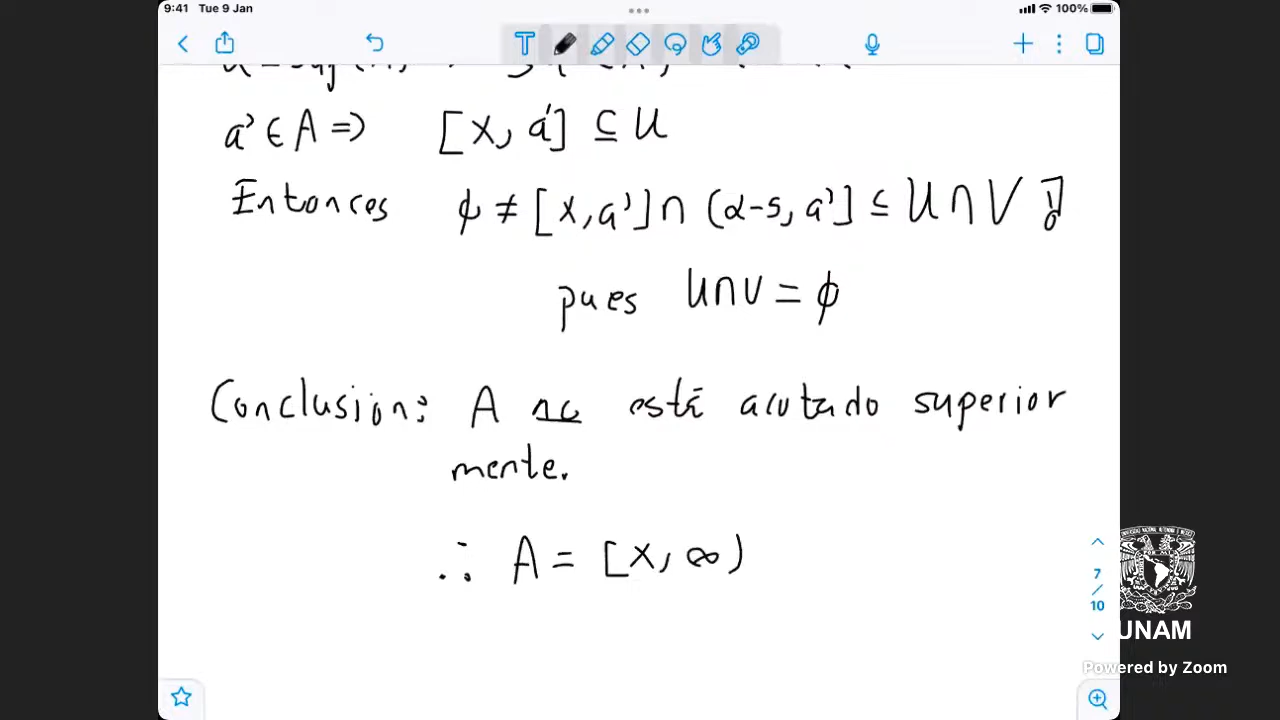 9:41 Tue 9 Jan
100%
a' ∈ A => [x, a'] ⊆ U
Entonces ϕ ≠ [x, a'] ∩ (α-s, a'] ⊆ U ∩ V !
pues U∩V = ϕ
Conclusion: A no está acotado superior
mente.
∴ A = [x, ∞)
7
/
10
UNAM
Powered by Zoom